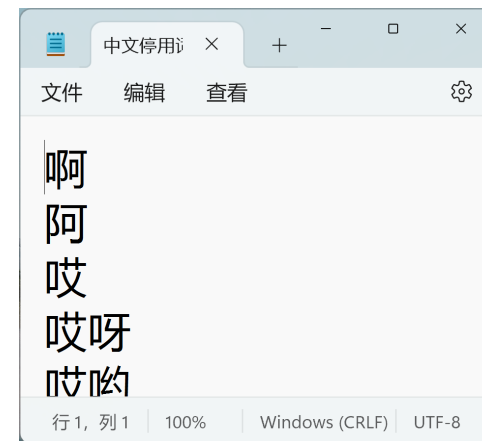 中文停用词
文件 编辑 查看
啊
阿
哎
哎呀
哎哟
行 1，列 1 100% Windows (CRLF) UTF-8